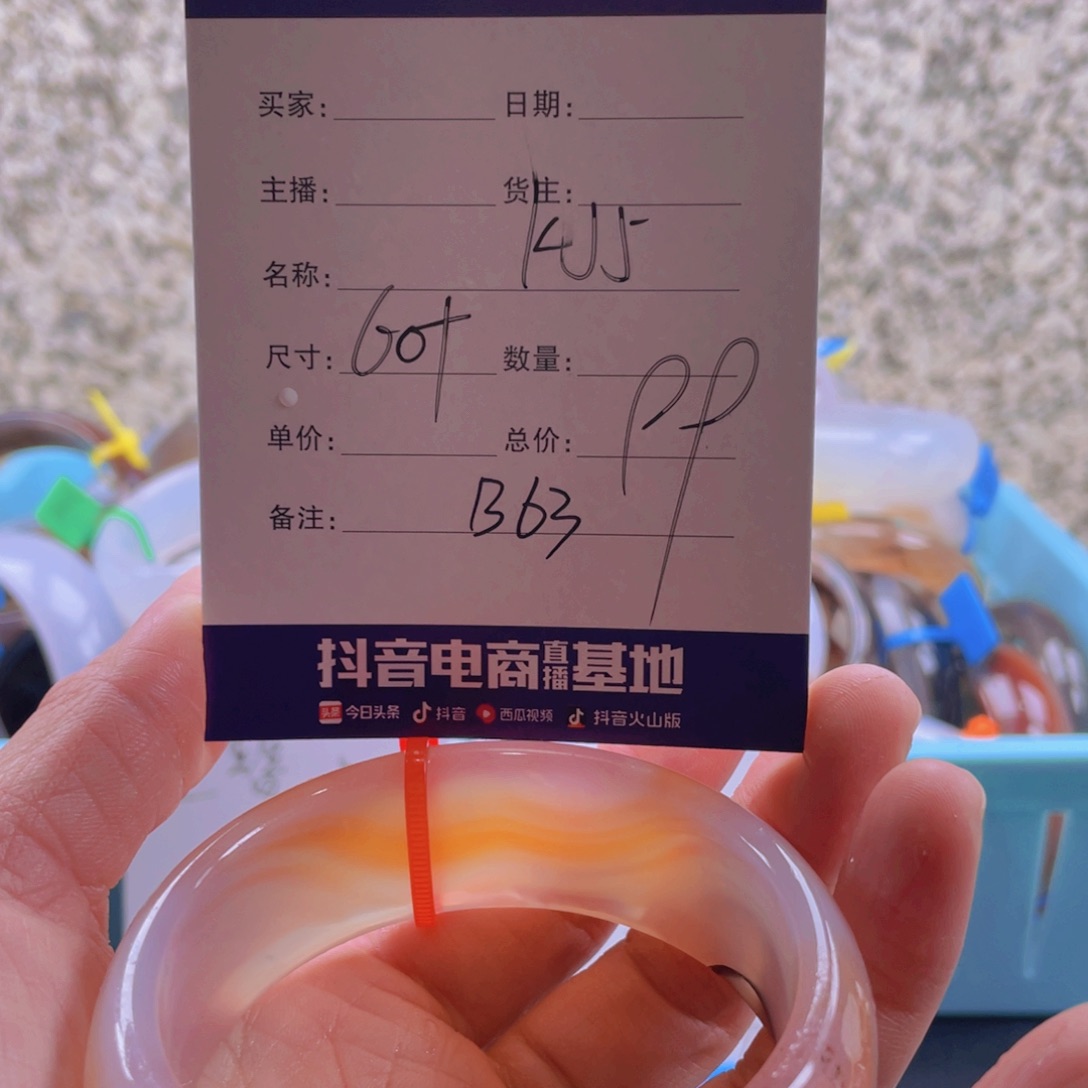 买家： 日期：
主播： 货主：
名称：
尺寸： 60+ 数量：
单价： 总价：
备注： B63
抖音电商直播基地
头条 今日头条 抖音 西瓜视频 抖音火山版